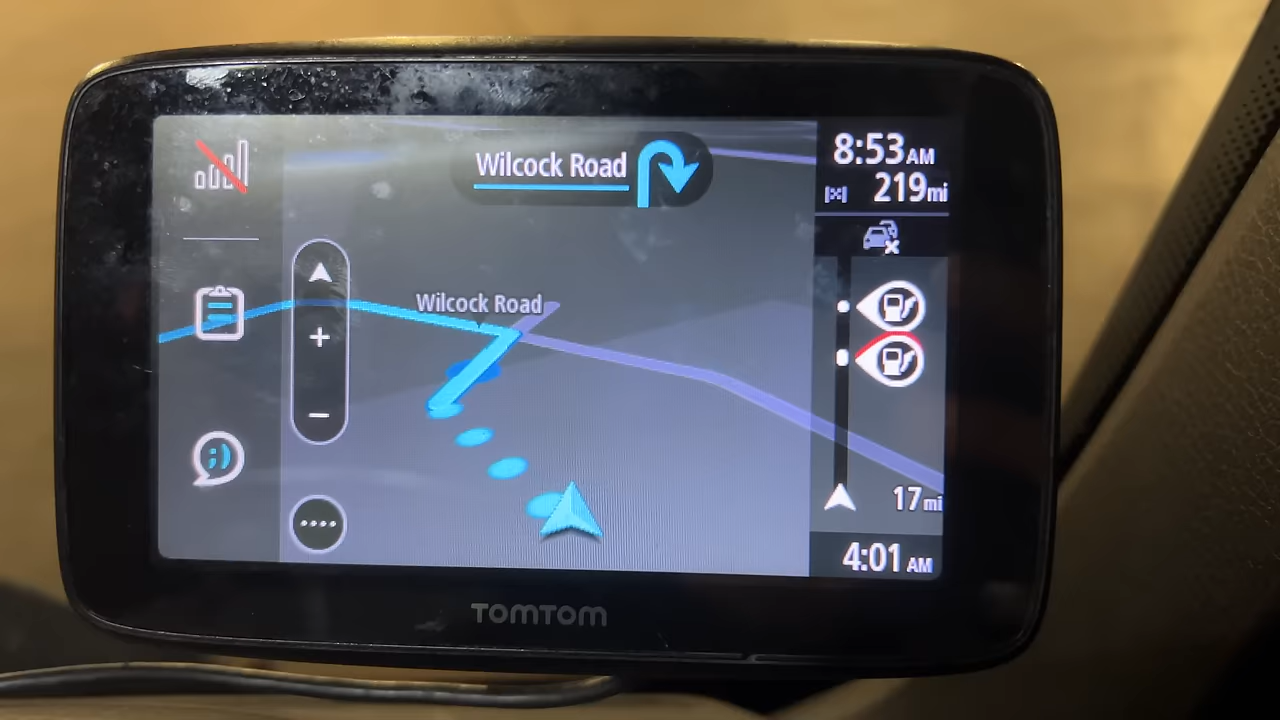 Wilcock Road
8:53 AM
219 mi
Wilcock Road
+
−
17 mi
4:01 AM
TOMTOM